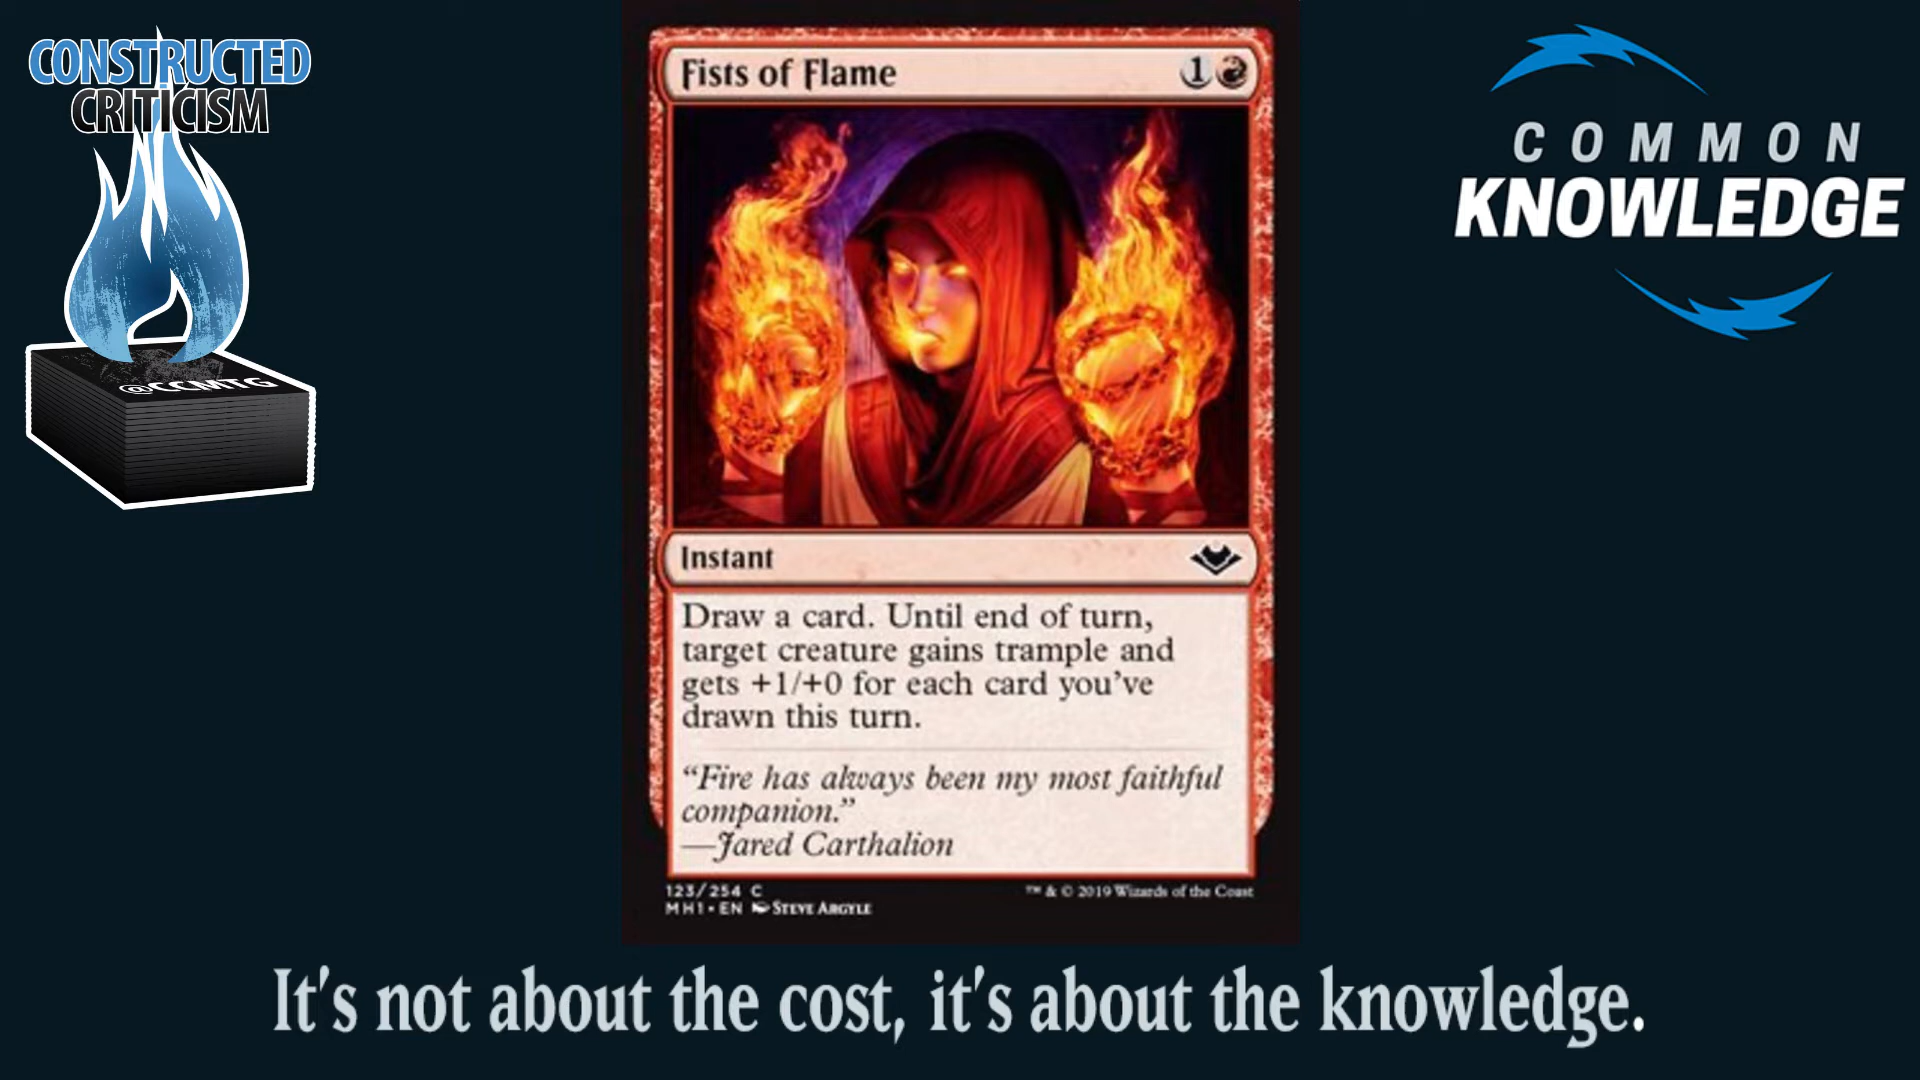 CONSTRUCTED
CRITICISM
@CCMTG
Fists of Flame
1
COMMON
KNOWLEDGE
Instant
Draw a card. Until end of turn,
target creature gains trample and
gets +1/+0 for each card you've
drawn this turn.
“Fire has always been my most faithful
companion.”
—Jared Carthalion
123/254 C
MH1 • EN STEVE ARGYLE
™ & © 2019 Wizards of the Coast
It's not about the cost, it's about the knowledge.